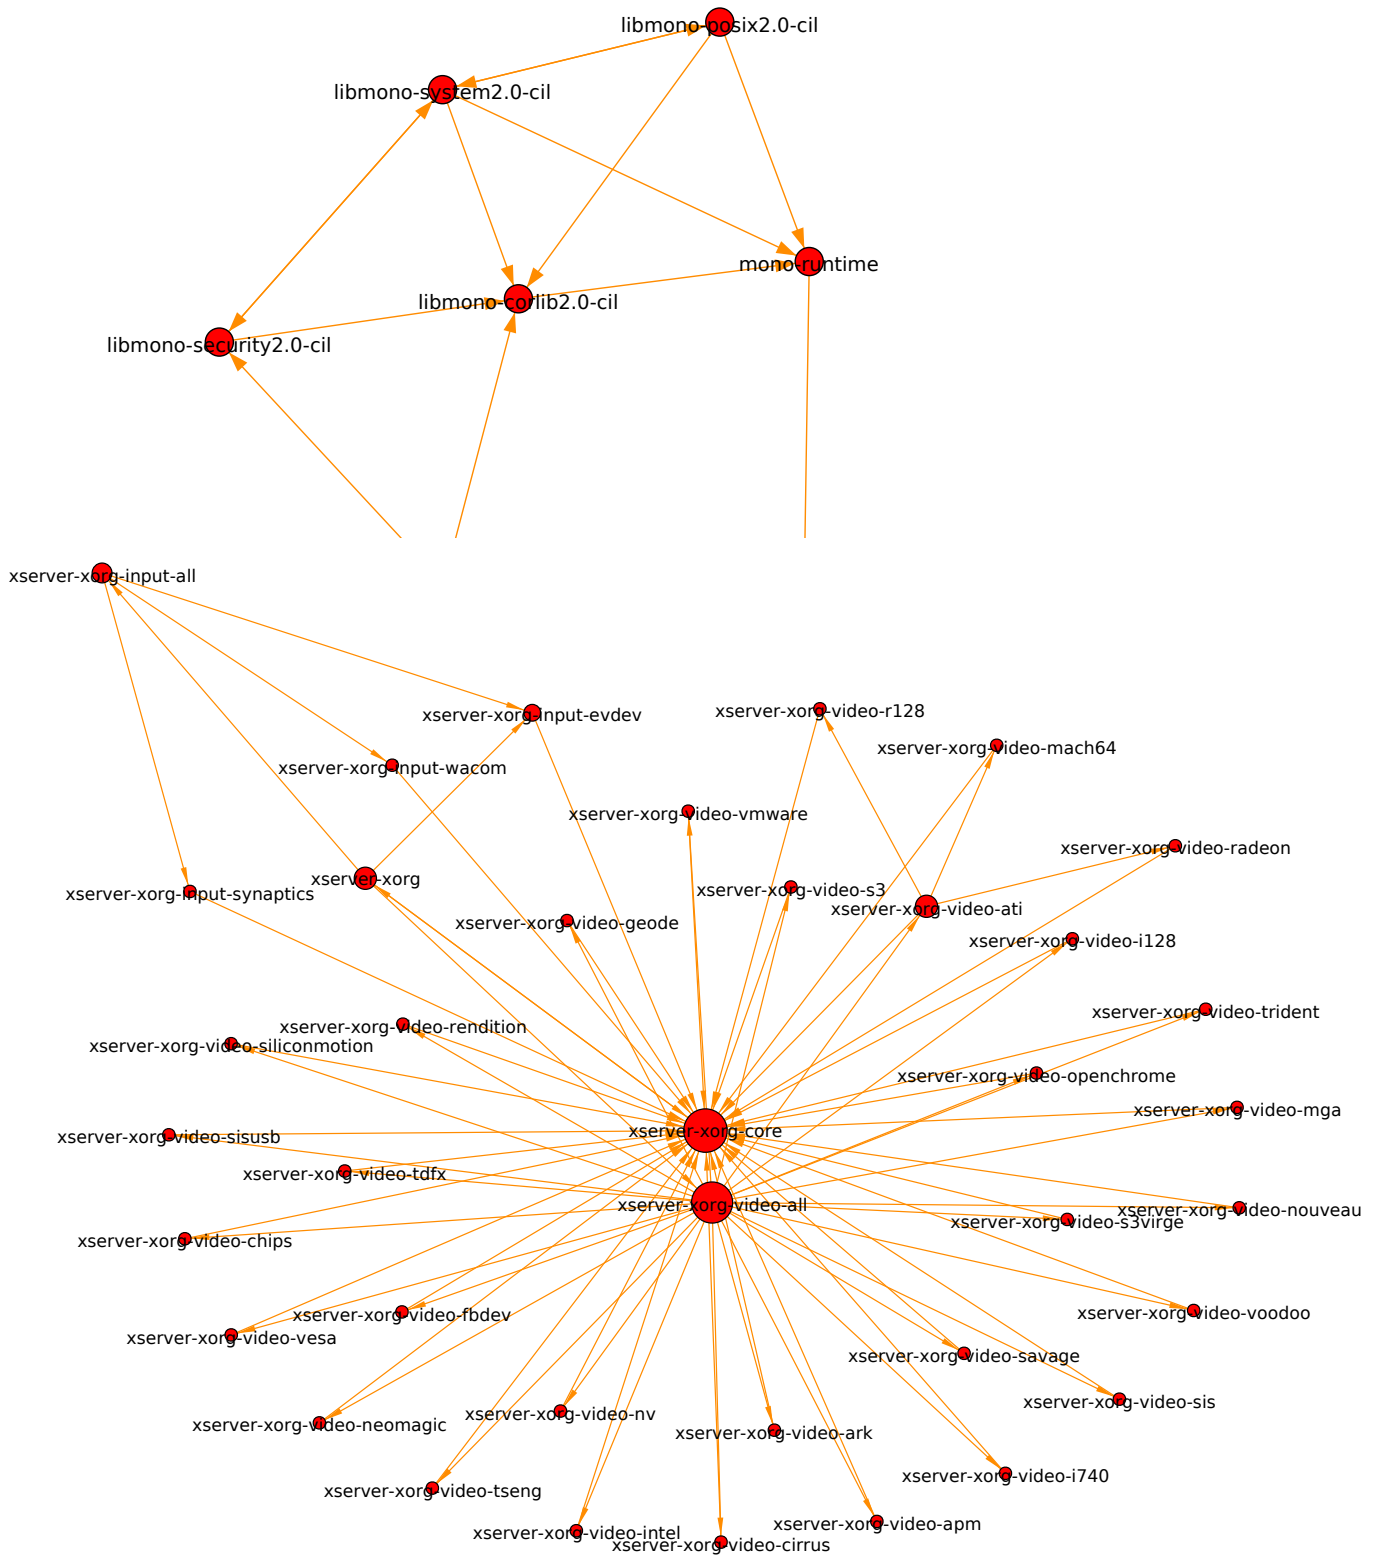 libmono-posix2.0-cil
libmono-system2.0-cil
mono-runtime
libmono-corlib2.0-cil
libmono-security2.0-cil
xserver-xorg-input-all
xserver-xorg-input-evdev
xserver-xorg-video-r128
xserver-xorg-video-mach64
xserver-xorg-input-wacom
xserver-xorg-video-vmware
xserver-xorg-video-radeon
xserver-xorg
xserver-xorg-video-s3
xserver-xorg-input-synaptics
xserver-xorg-video-ati
xserver-xorg-video-geode
xserver-xorg-video-i128
xserver-xorg-video-trident
xserver-xorg-video-rendition
xserver-xorg-video-siliconmotion
xserver-xorg-video-openchrome
xserver-xorg-video-mga
xserver-xorg-core
xserver-xorg-video-sisusb
xserver-xorg-video-tdfx
xserver-xorg-video-all
xserver-xorg-video-nouveau
xserver-xorg-video-s3virge
xserver-xorg-video-chips
xserver-xorg-video-voodoo
xserver-xorg-video-fbdev
xserver-xorg-video-vesa
xserver-xorg-video-savage
xserver-xorg-video-sis
xserver-xorg-video-nv
xserver-xorg-video-neomagic
xserver-xorg-video-ark
xserver-xorg-video-i740
xserver-xorg-video-tseng
xserver-xorg-video-apm
xserver-xorg-video-intel
xserver-xorg-video-cirrus